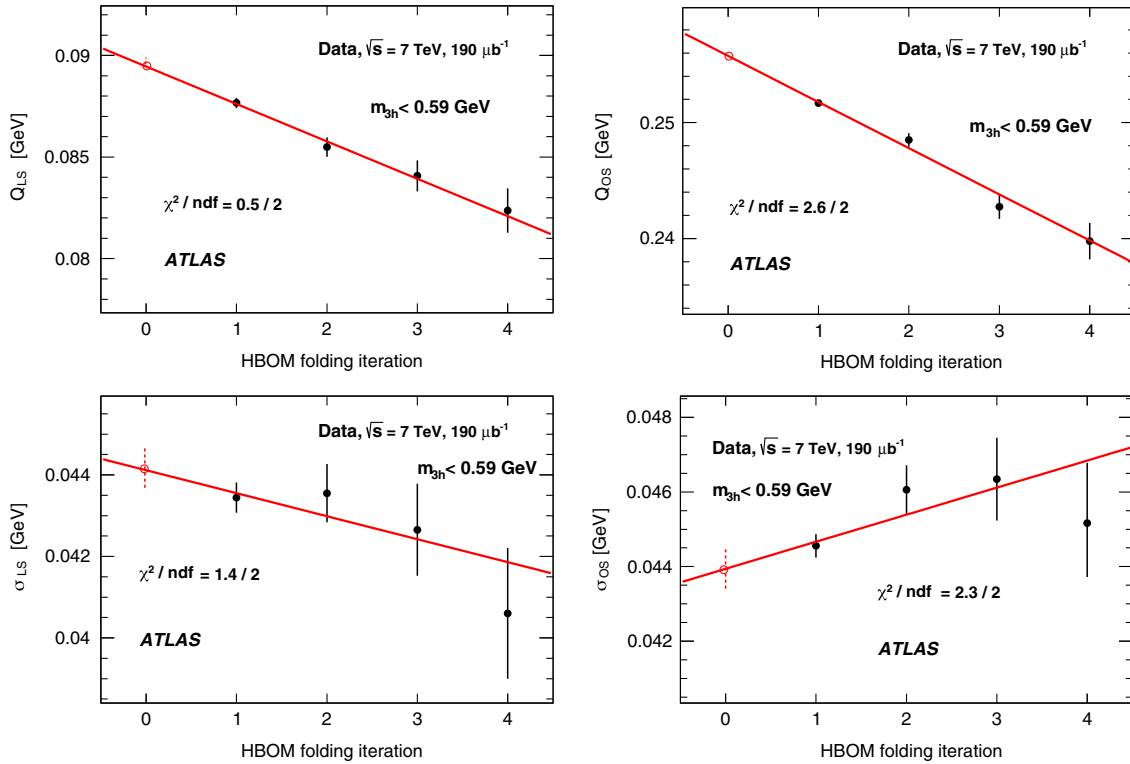 Data, √s = 7 TeV, 190 μb⁻¹
m3h< 0.59 GeV
χ² / ndf = 0.5 / 2
ATLAS
0.09
0.085
0.08
QLS [GeV]
0 1 2 3 4
HBOM folding iteration
Data, √s = 7 TeV, 190 μb⁻¹
m3h< 0.59 GeV
χ² / ndf = 2.6 / 2
ATLAS
0.25
0.24
QOS [GeV]
0 1 2 3 4
HBOM folding iteration
Data, √s = 7 TeV, 190 μb⁻¹
m3h< 0.59 GeV
χ² / ndf = 1.4 / 2
ATLAS
0.044
0.042
0.04
σLS [GeV]
0 1 2 3 4
HBOM folding iteration
Data, √s = 7 TeV, 190 μb⁻¹
m3h< 0.59 GeV
χ² / ndf = 2.3 / 2
ATLAS
0.048
0.046
0.044
0.042
σOS [GeV]
0 1 2 3 4
HBOM folding iteration